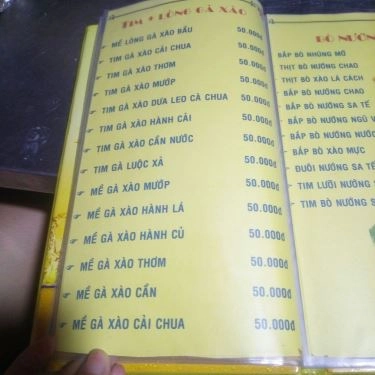 TIM + LÒNG GÀ XÀO
MỀ LÒNG GÀ XÀO BẦU 50.000đ
TIM GÀ XÀO CẢI CHUA 50.000đ
TIM GÀ XÀO THƠM 50.000đ
TIM GÀ XÀO MƯỚP 50.000đ
TIM GÀ XÀO DƯA LEO CÀ CHUA 50.000đ
TIM GÀ XÀO HÀNH CẢI 50.000đ
TIM GÀ XÀO CẦN NƯỚC 50.000đ
TIM GÀ LUỘC XẢ 50.000đ
MỀ GÀ XÀO MƯỚP 50.000đ
MỀ GÀ XÀO HÀNH LÁ 50.000đ
MỀ GÀ XÀO HÀNH CỦ 50.000đ
MỀ GÀ XÀO THƠM 50.000đ
MỀ GÀ XÀO CẦN 50.000đ
MỀ GÀ XÀO CẢI CHUA 50.000đ
BÒ NƯỚN
BẮP BÒ NHÚNG MỠ
THỊT BÒ NƯỚNG CHAO
THỊT BÒ XÀO LÁ CÁCH
BẮP BÒ NƯỚNG CHAO
BẮP BÒ NƯỚNG SA TẾ
BẮP BÒ NƯỚNG NGŨ V
BẮP BÒ NƯỚNG
BẮP BÒ XÀO MỰC
ĐUÔI NƯỚNG SA TẾ
TIM LƯỠI NƯỚNG
TIM BÒ NƯỚNG S